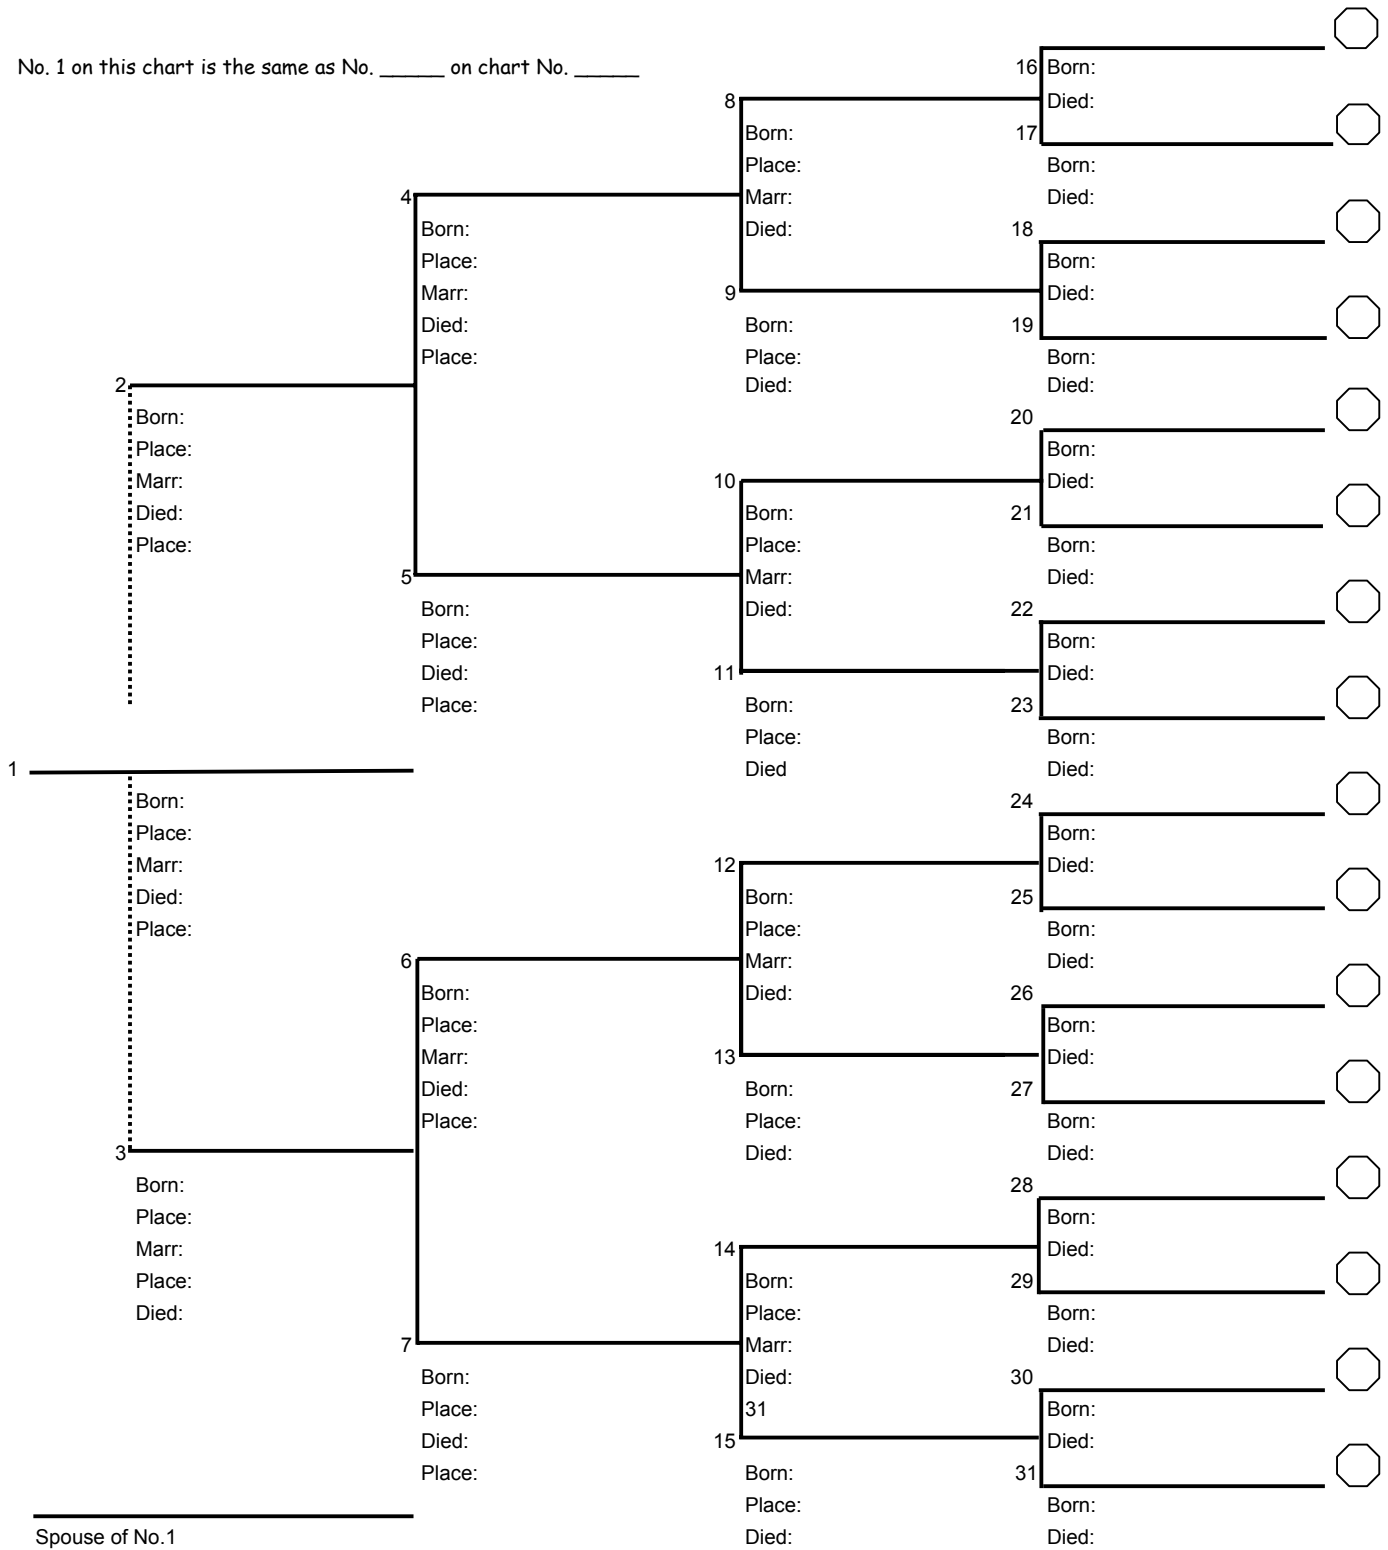 No. 1 on this chart is the same as No. _____ on chart No. _____
1
Born:
Place:
Marr:
Died:
Place:
2
Born:
Place:
Marr:
Died:
Place:
3
Born:
Place:
Marr:
Place:
Died:
Spouse of No.1
4
Born:
Place:
Marr:
Died:
Place:
5
Born:
Place:
Died:
Place:
6
Born:
Place:
Marr:
Died:
Place:
7
Born:
Place:
Died:
Place:
8
Born:
Place:
Marr:
Died:
9
Born:
Place:
Died:
10
Born:
Place:
Marr:
Died:
11
Born:
Place:
Died
12
Born:
Place:
Marr:
Died:
13
Born:
Place:
Died:
14
Born:
Place:
Marr:
Died:
31
15
Born:
Place:
Died:
16
Born:
Died:
17
Born:
Died:
18
Born:
Died:
19
Born:
Died:
20
Born:
Died:
21
Born:
Died:
22
Born:
Died:
23
Born:
Died:
24
Born:
Died:
25
Born:
Died:
26
Born:
Died:
27
Born:
Died:
28
Born:
Died:
29
Born:
Died:
30
Born:
Died:
31
Born:
Died: